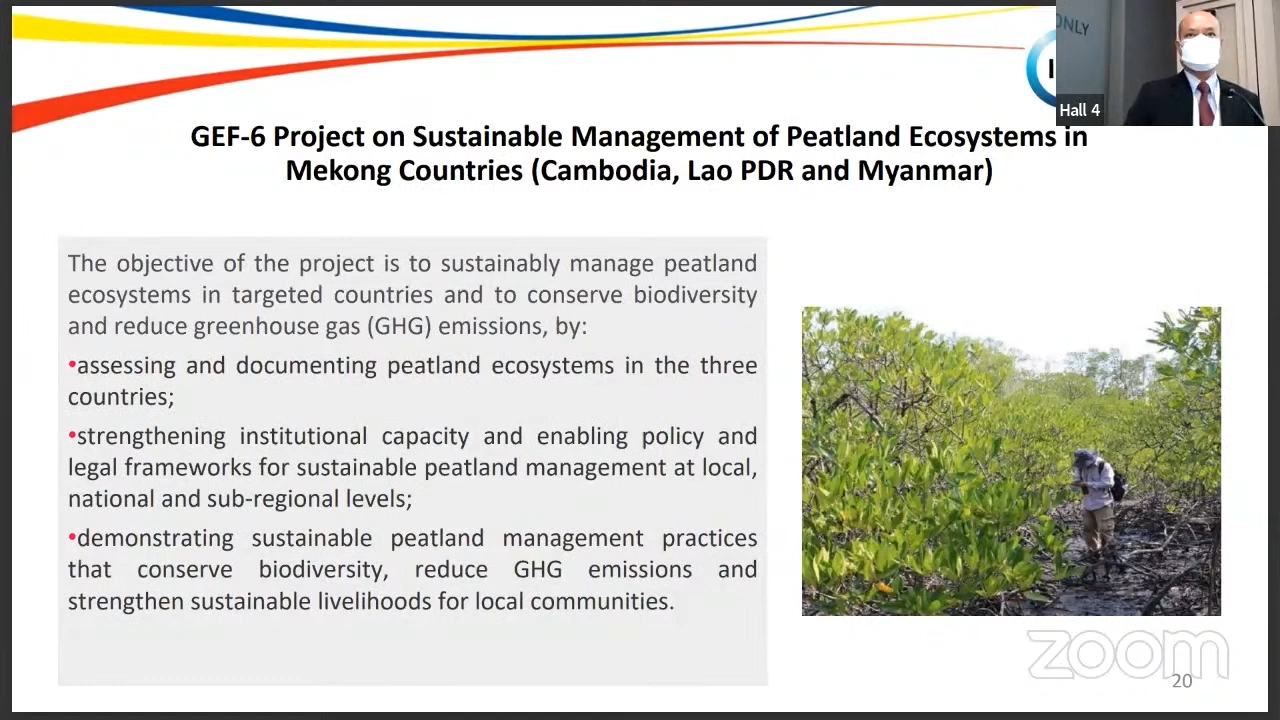 ONLY
Hall 4
GEF-6 Project on Sustainable Management of Peatland Ecosystems in
Mekong Countries (Cambodia, Lao PDR and Myanmar)
The objective of the project is to sustainably manage peatland
ecosystems in targeted countries and to conserve biodiversity
and reduce greenhouse gas (GHG) emissions, by:
•assessing and documenting peatland ecosystems in the three
countries;
•strengthening institutional capacity and enabling policy and
legal frameworks for sustainable peatland management at local,
national and sub-regional levels;
•demonstrating sustainable peatland management practices
that conserve biodiversity, reduce GHG emissions and
strengthen sustainable livelihoods for local communities.
zoom
20